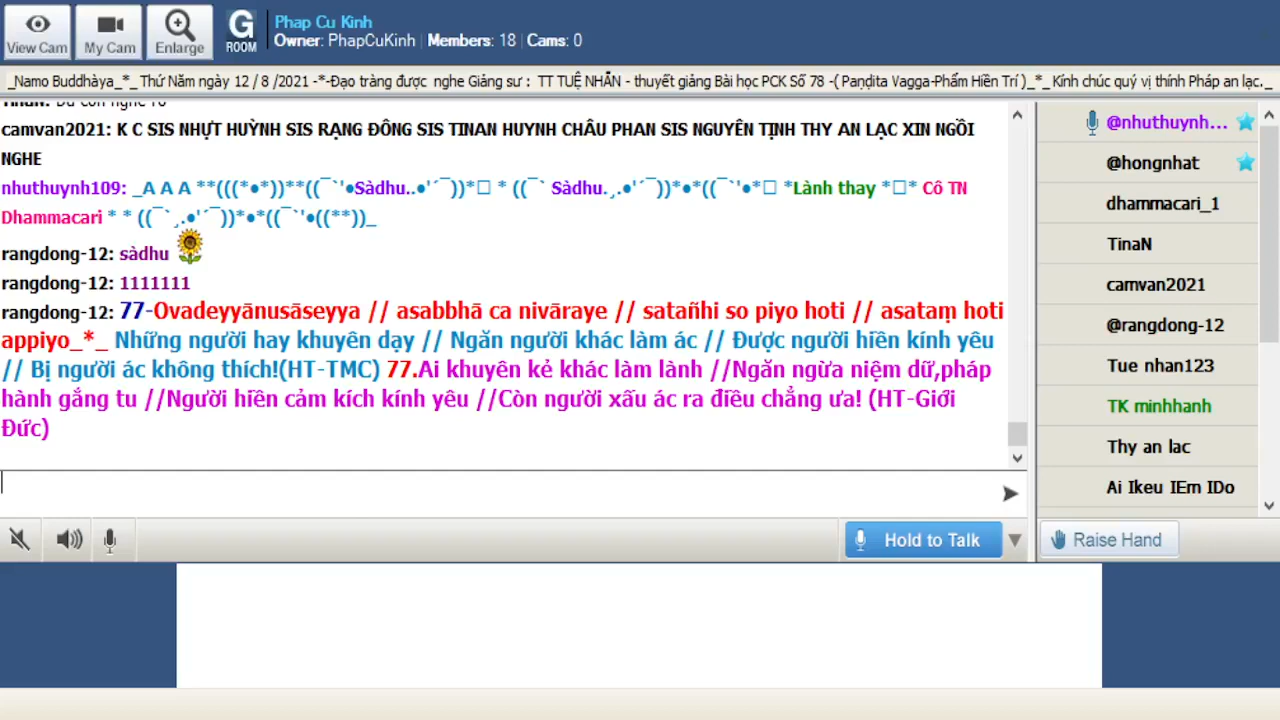 Phap Cu Kinh
Owner: PhapCuKinh | Members: 18 | Cams: 0
View Cam
My Cam
Enlarge
G
ROOM
_Namo Buddhàya_*_ Thứ Năm ngày 12 / 8 /2021 -*-Đạo tràng được nghe Giảng sư : TT TUỆ NHẪN - thuyết giảng Bài học PCK Số 78 -( Paṇḍita Vagga-Phẩm Hiền Trí )_*_ Kính chúc quý vị thính Pháp an lạc._
camvan2021: K C SIS NHỰT HUỲNH SIS RẠNG ĐÔNG SIS TINAN HUYNH CHÂU PHAN SIS NGUYÊN TỊNH THY AN LẠC XIN NGỒI
NGHE
nhuthuynh109: _A A A **(((*•*))**((¯`'•Sàdhu..•'´¯))*□ * ((¯` Sàdhu.¸.•'´¯))*•*((¯`'•*□ *Lành thay *□* Cô TN
Dhammacari * * ((¯`¸.•'´¯))*•*((¯`'•((**))_
rangdong-12: sàdhu
rangdong-12: 1111111
rangdong-12: 77-Ovadeyyānusāseyya // asabbhā ca nivāraye // satañhi so piyo hoti // asataṃ hoti
appiyo_*_ Những người hay khuyên dạy // Ngăn người khác làm ác // Được người hiền kính yêu
// Bị người ác không thích!(HT-TMC) 77.Ai khuyên kẻ khác làm lành //Ngăn ngừa niệm dữ,pháp
hành gắng tu //Người hiền cảm kích kính yêu //Còn người xấu ác ra điều chẳng ưa! (HT-Giới
Đức)
@nhuthuynh...
@hongnhat
dhammacari_1
TinaN
camvan2021
@rangdong-12
Tue nhan123
TK minhhanh
Thy an lac
Ai Ikeu IEm IDo
Hold to Talk
Raise Hand